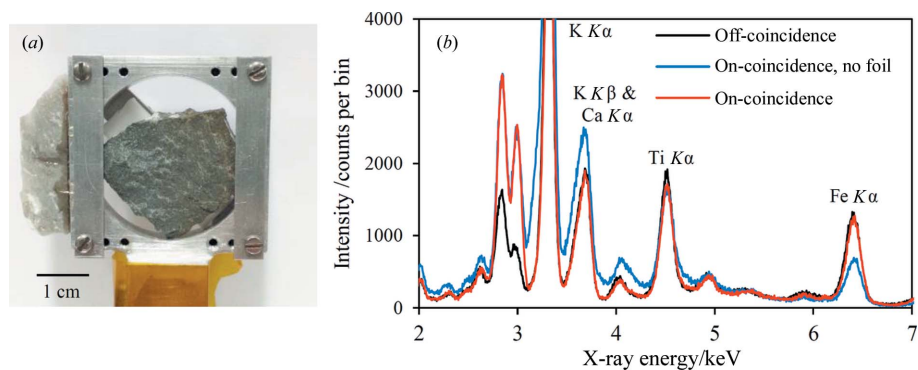 (a)
1 cm
(b)
Intensity /counts per bin
4000
3000
2000
1000
0
2
3
4
5
6
7
X-ray energy/keV
K Kα
K Kβ &
Ca Kα
Ti Kα
Fe Kα
Off-coincidence
On-coincidence, no foil
On-coincidence